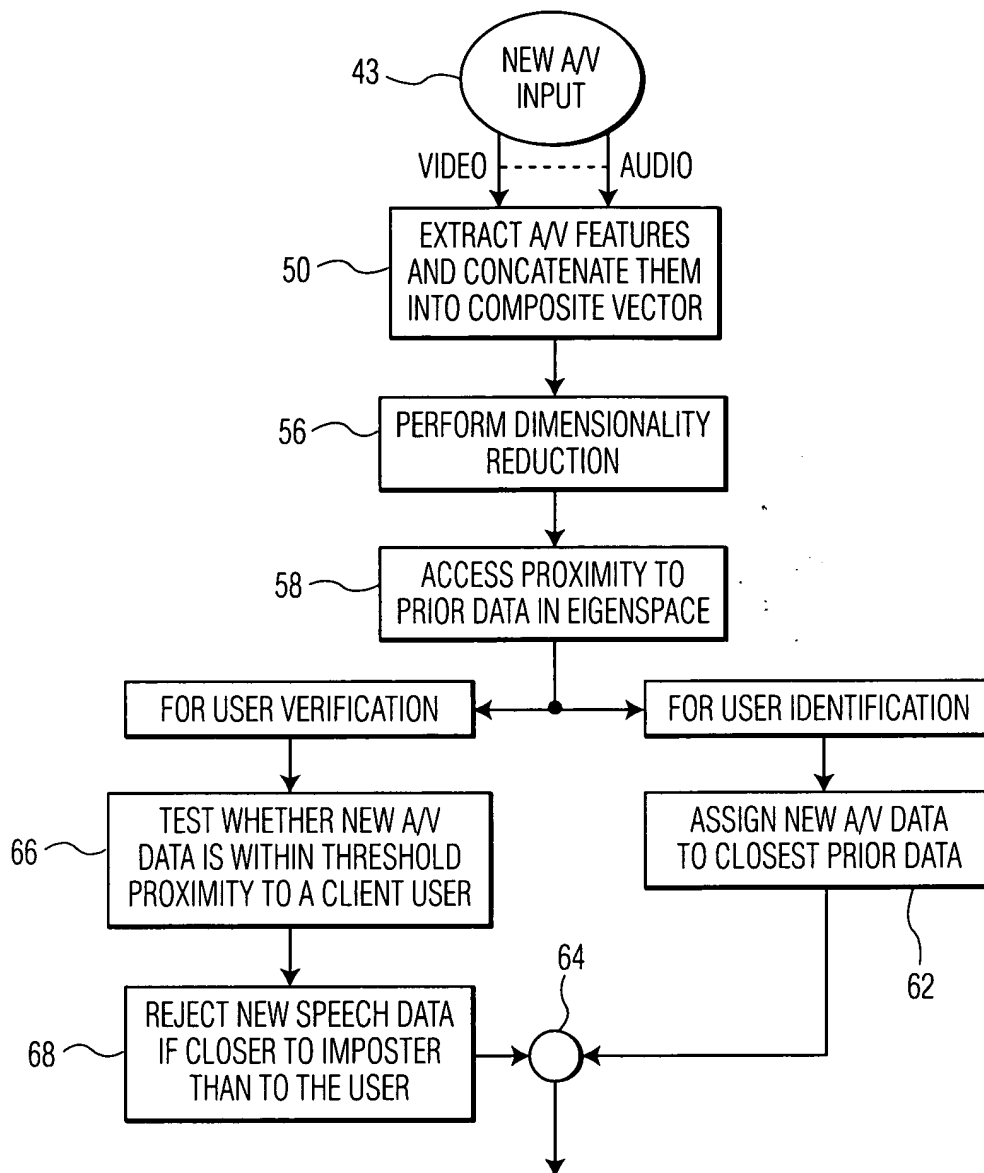 43
NEW A/V
INPUT
VIDEO
AUDIO
50
EXTRACT A/V FEATURES
AND CONCATENATE THEM
INTO COMPOSITE VECTOR
56
PERFORM DIMENSIONALITY
REDUCTION
58
ACCESS PROXIMITY TO
PRIOR DATA IN EIGENSPACE
FOR USER VERIFICATION
FOR USER IDENTIFICATION
66
TEST WHETHER NEW A/V
DATA IS WITHIN THRESHOLD
PROXIMITY TO A CLIENT USER
ASSIGN NEW A/V DATA
TO CLOSEST PRIOR DATA
62
64
68
REJECT NEW SPEECH DATA
IF CLOSER TO IMPOSTER
THAN TO THE USER